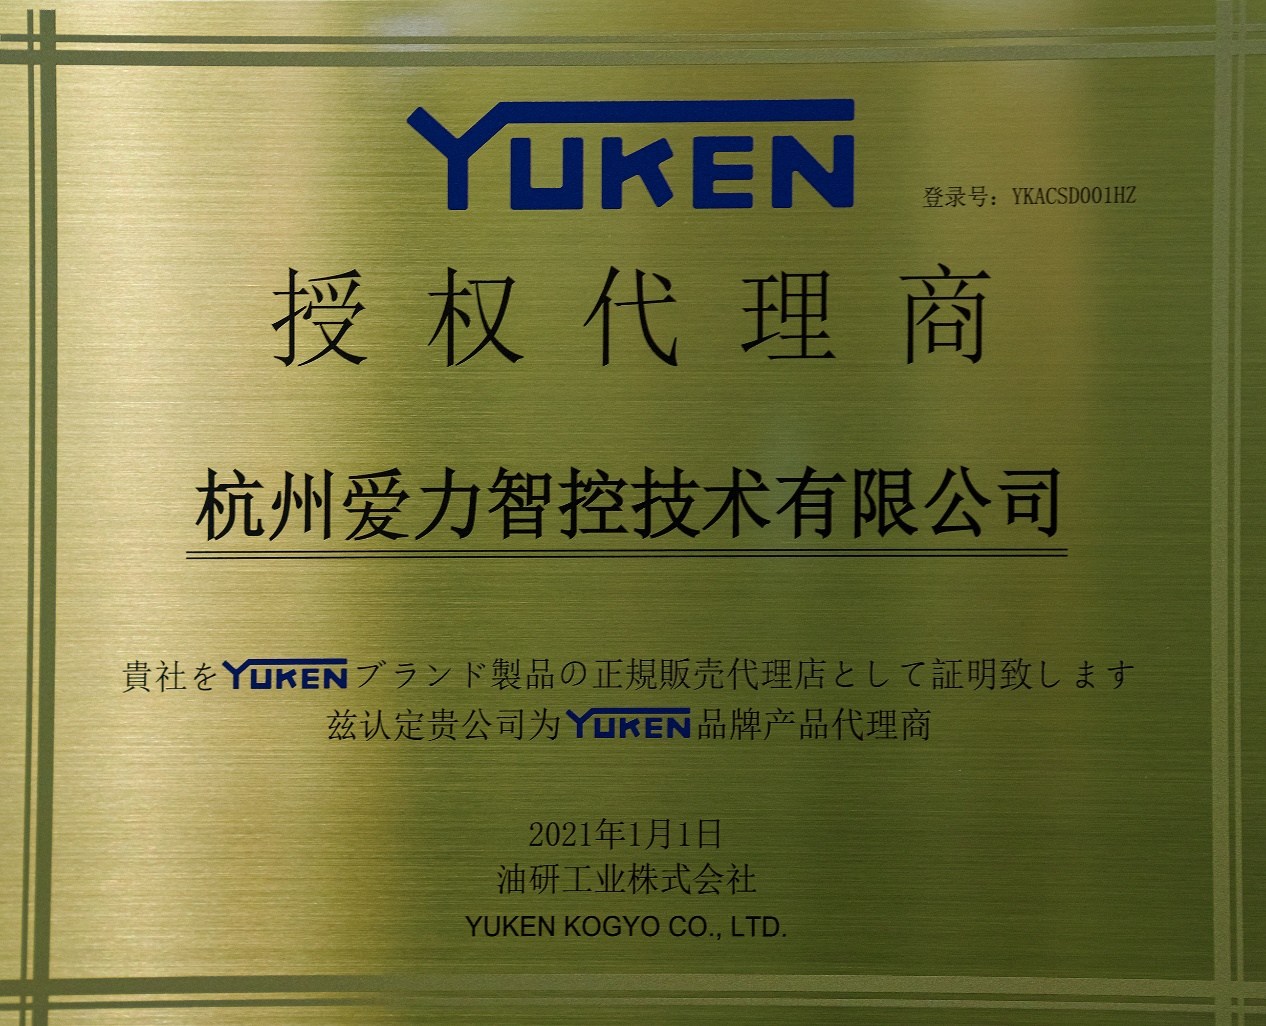 YUKEN
登录号：YKACSD001HZ
授权代理商
杭州爱力智控技术有限公司
貴社をYUKENブランド製品の正規販売代理店として証明致します
兹认定贵公司为YUKEN品牌产品代理商
2021年1月1日
油研工业株式会社
YUKEN KOGYO CO., LTD.